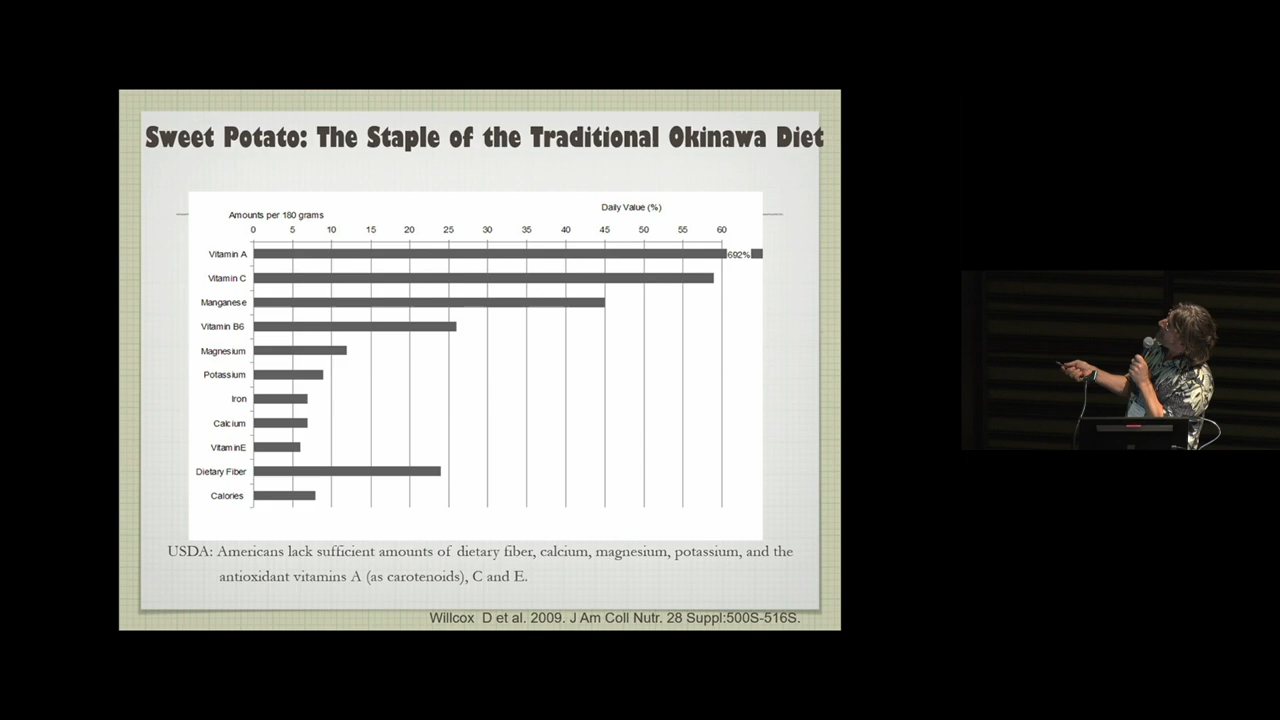 Sweet Potato: The Staple of the Traditional Okinawa Diet
Daily Value (%)
Amounts per 180 grams
0 5 10 15 20 25 30 35 40 45 50 55 60
Vitamin A 692%
Vitamin C
Manganese
Vitamin B6
Magnesium
Potassium
Iron
Calcium
VitaminE
Dietary Fiber
Calories
USDA: Americans lack sufficient amounts of dietary fiber, calcium, magnesium, potassium, and the
antioxidant vitamins A (as carotenoids), C and E.
Willcox D et al. 2009. J Am Coll Nutr. 28 Suppl:500S-516S.